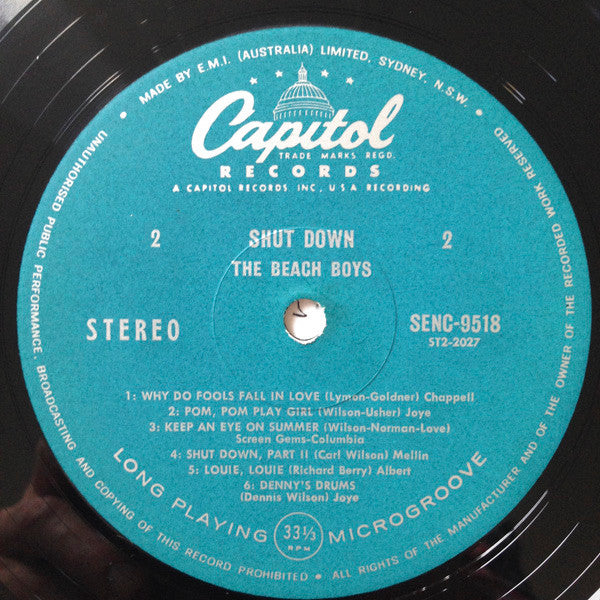 MADE BY E.M.I. (AUSTRALIA) LIMITED, SYDNEY, N.S.W. •
UNAUTHORISED PUBLIC PERFORMANCE, BROADCASTING AND COPYING OF THIS RECORD PROHIBITED • ALL RIGHTS OF THE MANUFACTURER AND OF THE OWNER OF THE RECORDED WORK RESERVED
Capitol
TRADE MARKS REGD.
RECORDS
A CAPITOL RECORDS INC, U S A RECORDING
2 SHUT DOWN 2
THE BEACH BOYS
STEREO SENC-9518
ST2-2027
1: WHY DO FOOLS FALL IN LOVE (Lymon-Goldner) Chappell
2: POM, POM PLAY GIRL (Wilson-Usher) Joye
3: KEEP AN EYE ON SUMMER (Wilson-Norman-Love)
Screen Gems-Columbia
4: SHUT DOWN, PART II (Carl Wilson) Mellin
5: LOUIE, LOUIE (Richard Berry) Albert
6: DENNY'S DRUMS
(Dennis Wilson) Joye
LONG PLAYING 33⅓ MICROGROOVE
RPM